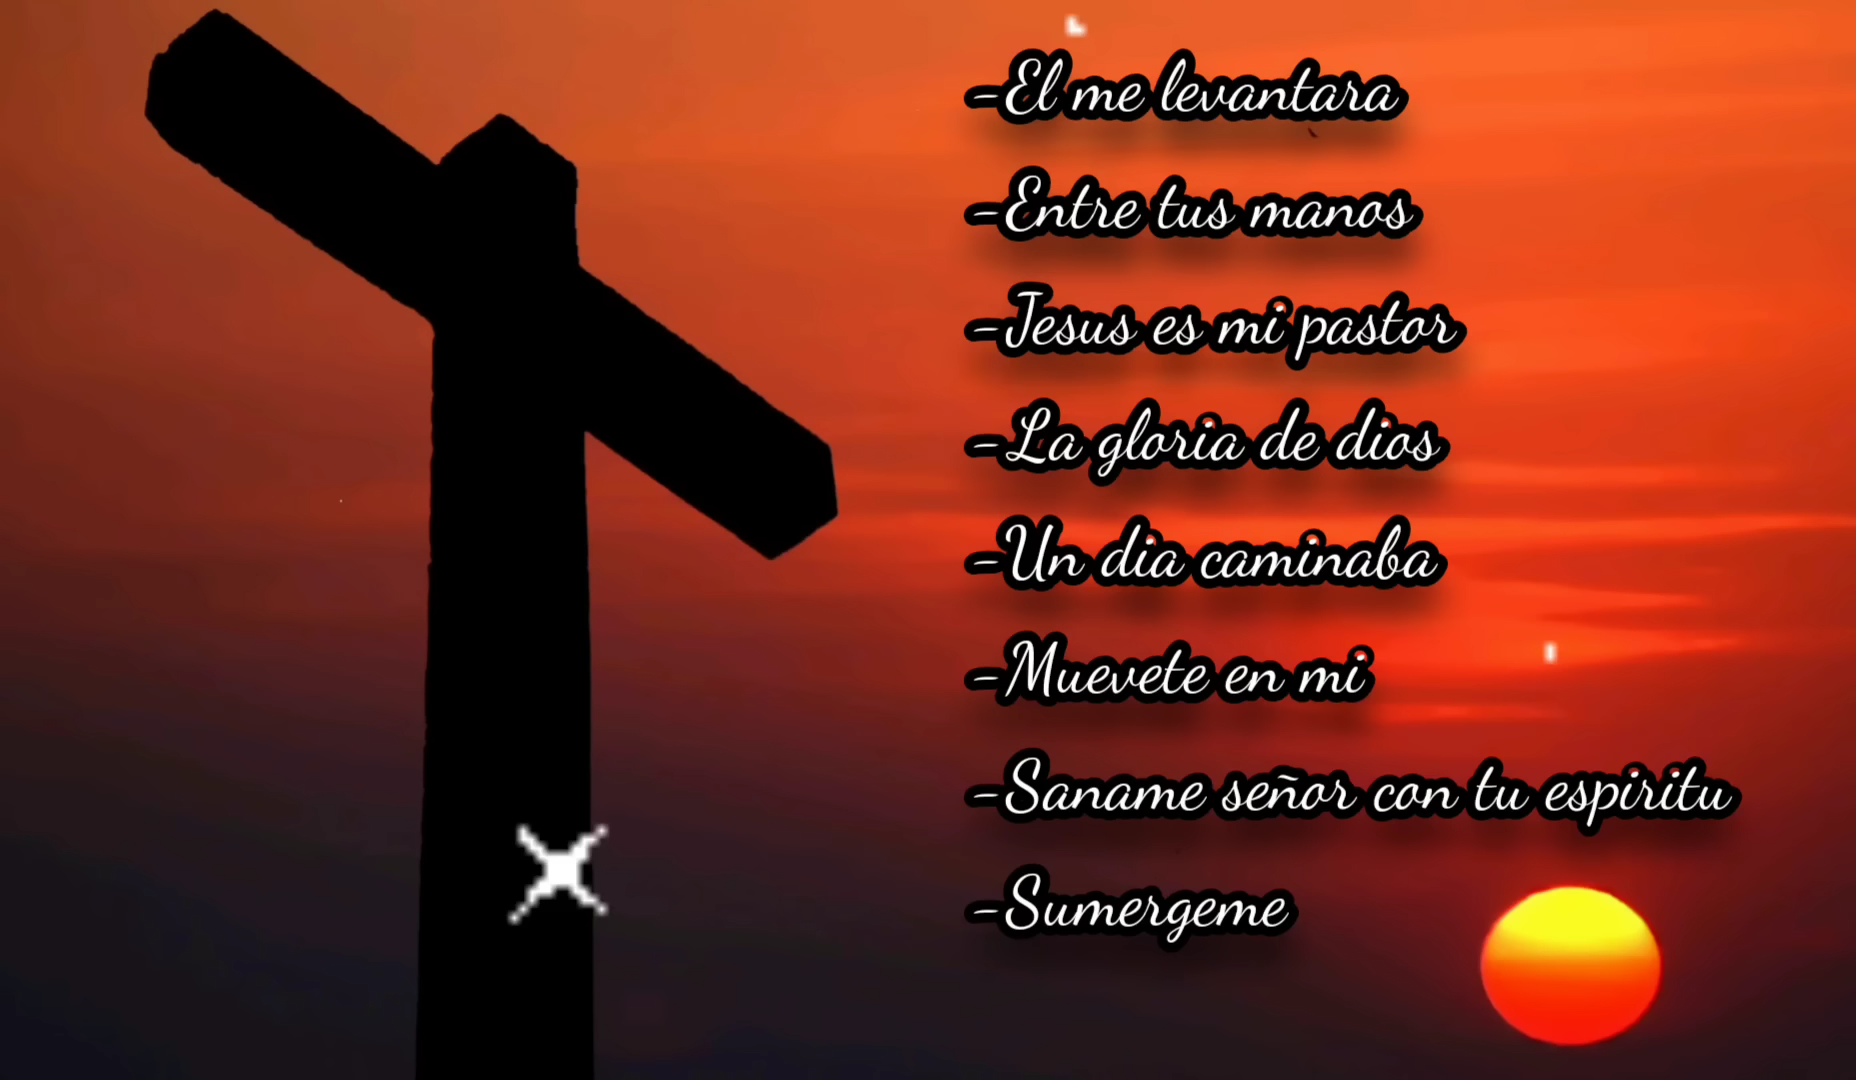 -El me levantara
-Entre tus manos
-Jesus es mi pastor
-La gloria de dios
-Un dia caminaba
-Muevete en mi
-Saname señor con tu espiritu
-Sumergeme